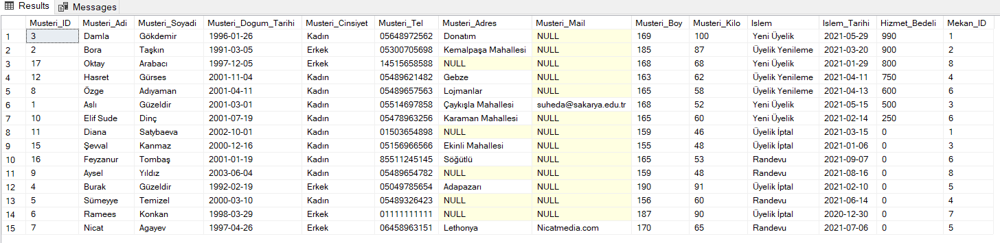 Results Messages
Musteri_ID Musteri_Adi Musteri_Soyadi Musteri_Dogum_Tarihi Musteri_Cinsiyet Musteri_Tel Musteri_Adres Musteri_Mail Musteri_Boy Musteri_Kilo Islem Islem_Tarihi Hizmet_Bedeli Mekan_ID
1 3 Damla Gökdemir 1996-01-26 Kadın 05648972562 Donatım NULL 169 100 Yeni Üyelik 2021-05-29 990 1
2 2 Bora Taşkın 1991-03-05 Erkek 05300705698 Kemalpaşa Mahallesi NULL 185 87 Üyelik Yenileme 2021-03-20 900 2
3 17 Oktay Arabacı 1997-12-05 Erkek 14515658588 NULL NULL 168 68 Yeni Üyelik 2021-01-29 800 8
4 12 Hasret Gürses 2001-11-04 Kadın 05489621482 Gebze NULL 163 62 Üyelik Yenileme 2021-04-11 750 4
5 8 Özge Adıyaman 2001-04-11 Kadın 05489657563 Lojmanlar NULL 165 58 Üyelik Yenileme 2021-04-13 600 6
6 1 Aslı Güzeldir 2001-03-01 Kadın 05514697858 Çaykışla Mahallesi suheda@sakarya.edu.tr 168 52 Yeni Üyelik 2021-05-15 500 3
7 10 Elif Sude Dinç 2001-07-19 Kadın 05478963256 Karaman Mahallesi NULL 165 60 Yeni Üyelik 2021-02-14 250 6
8 11 Diana Satybaeva 2002-10-01 Kadın 01503654898 NULL NULL 159 46 Üyelik İptal 2021-03-15 0 1
9 15 Şevval Kanmaz 2000-12-16 Kadın 05156966566 Ekinli Mahallesi NULL 155 48 Üyelik İptal 2021-01-06 0 3
10 16 Feyzanur Tombaş 2001-01-19 Kadın 85511245145 Söğütlü NULL 165 53 Randevu 2021-09-07 0 6
11 9 Aysel Yıldız 2003-06-04 Kadın 05489654782 NULL NULL 159 48 Randevu 2021-08-16 0 8
12 4 Burak Güzeldir 1992-02-19 Erkek 05049785654 Adapazarı NULL 190 91 Üyelik İptal 2021-02-10 0 5
13 5 Sümeyye Temizel 2000-03-10 Kadın 05489326423 NULL NULL 156 60 Randevu 2021-06-14 0 4
14 6 Ramees Konkan 1998-03-29 Erkek 01111111111 NULL NULL 187 90 Üyelik İptal 2020-12-30 0 7
15 7 Nicat Agayev 1997-04-26 Erkek 06458963151 Lethonya Nicatmedia.com 170 65 Randevu 2021-07-06 0 5